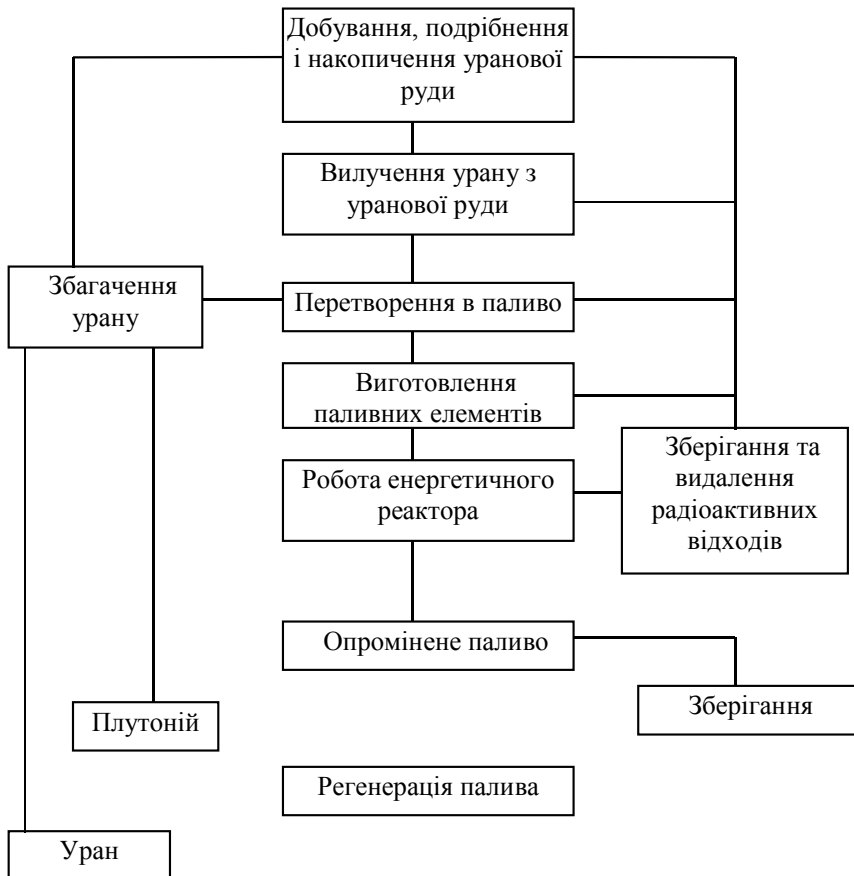 Добування, подрібнення
і накопичення уранової
руди
Вилучення урану з
уранової руди
Збагачення
урану
Перетворення в паливо
Виготовлення
паливних елементів
Зберігання та
видалення
радіоактивних
відходів
Робота енергетичного
реактора
Опромінене паливо
Плутоній
Зберігання
Регенерація палива
Уран